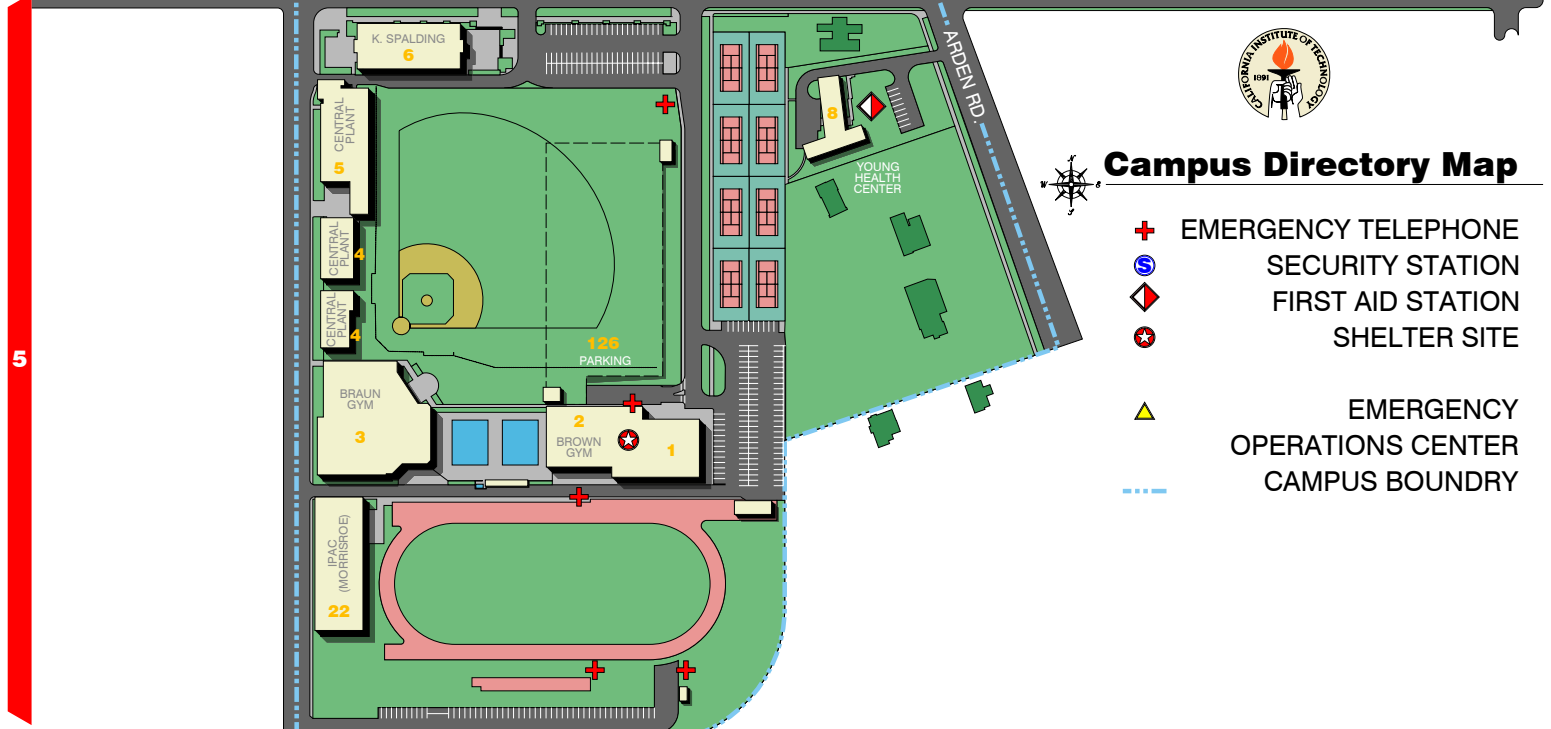 K. SPALDING
6
ARDEN RD.
CALIFORNIA INSTITUTE OF TECHNOLOGY
1891
CENTRAL
PLANT
5
8
YOUNG
HEALTH
CENTER
N
W
E
S
Campus Directory Map
EMERGENCY TELEPHONE
S
SECURITY STATION
FIRST AID STATION
SHELTER SITE
EMERGENCY
OPERATIONS CENTER
CAMPUS BOUNDRY
CENTRAL
PLANT
4
CENTRAL
PLANT
4
5
126
PARKING
BRAUN
GYM
3
2
BROWN
GYM
1
IPAC
(MORRISROE)
22